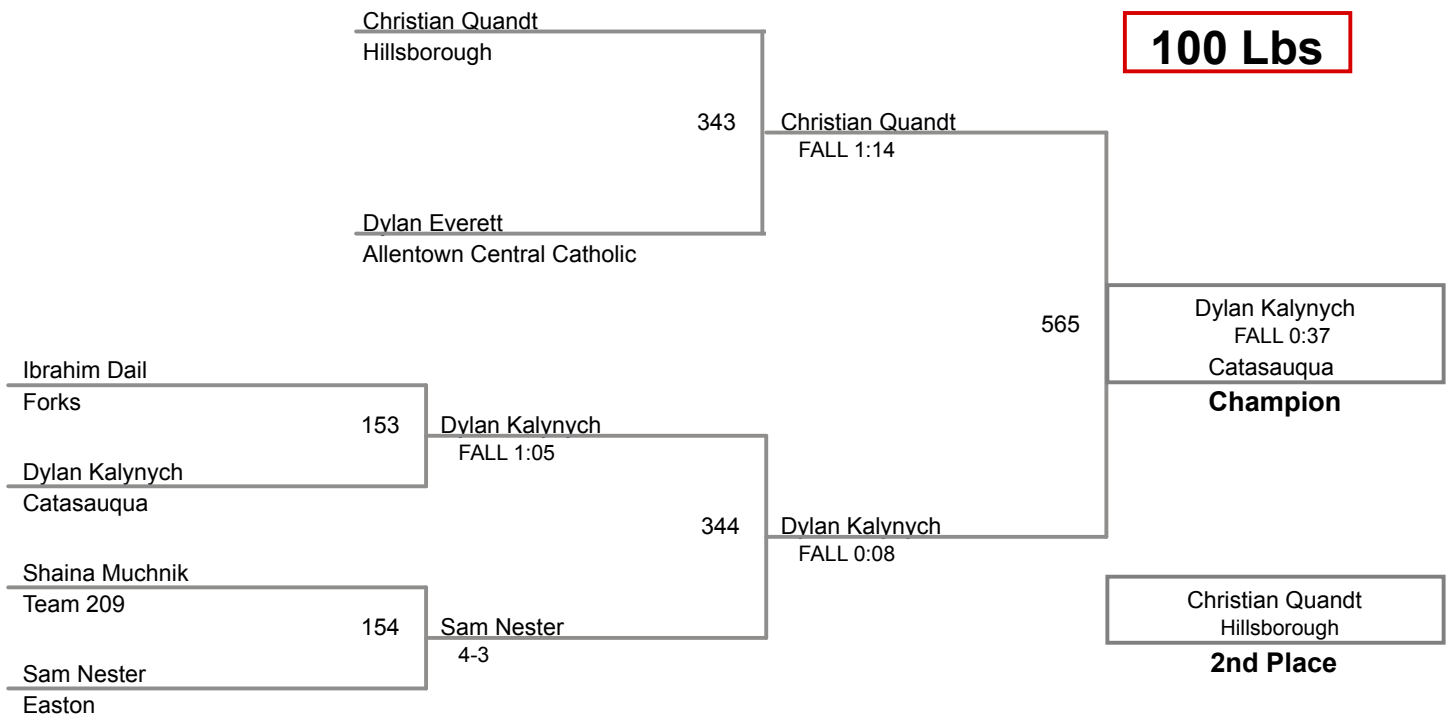 Christian Quandt
Hillsborough
100 Lbs
343
Christian Quandt
FALL 1:14
Dylan Everett
Allentown Central Catholic
565
Dylan Kalynych
FALL 0:37
Catasauqua
Champion
Ibrahim Dail
Forks
153
Dylan Kalynych
FALL 1:05
Dylan Kalynych
Catasauqua
344
Dylan Kalynych
FALL 0:08
Shaina Muchnik
Team 209
154
Sam Nester
4-3
Sam Nester
Easton
Christian Quandt
Hillsborough
2nd Place